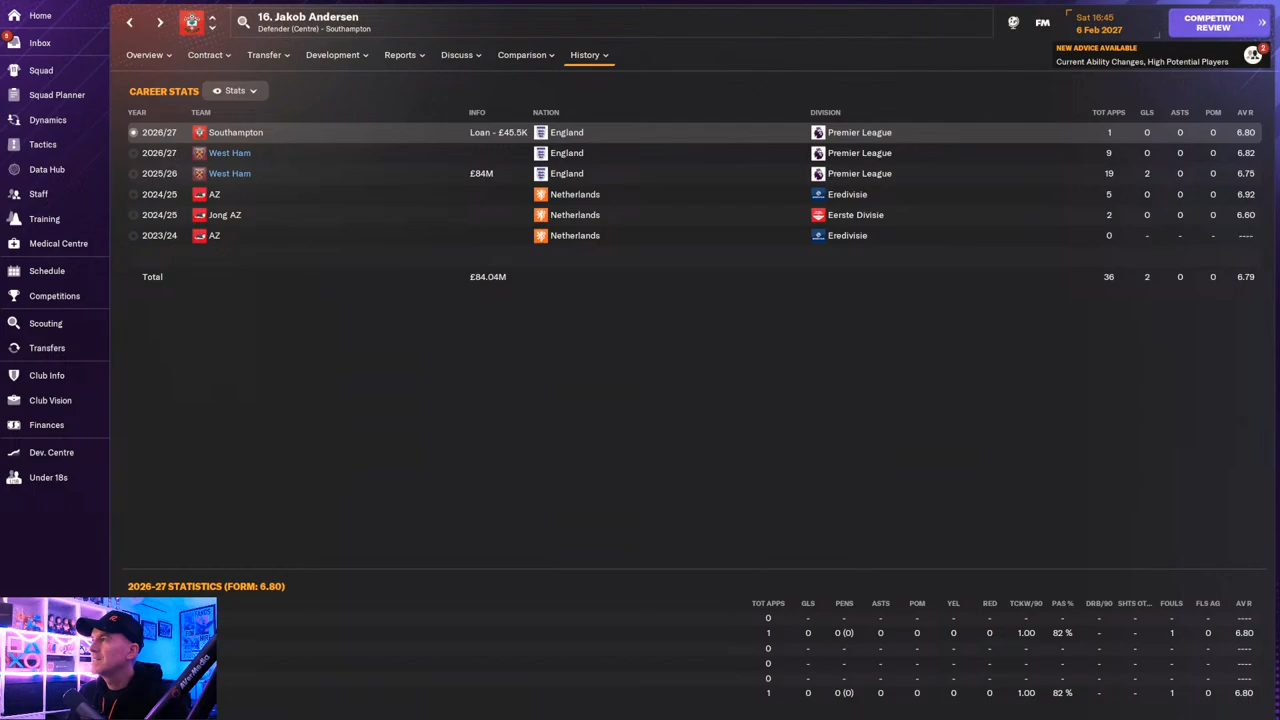 Home
16. Jakob Andersen
Defender (Centre) - Southampton
FM
Sat 16:45
6 Feb 2027
COMPETITION REVIEW
5
Inbox
Overview Contract Transfer Development Reports Discuss Comparison History
NEW ADVICE AVAILABLE
Current Ability Changes, High Potential Players
2
Squad
Squad Planner
Dynamics
Tactics
Data Hub
Staff
Training
Medical Centre
Schedule
Competitions
Scouting
Transfers
Club Info
Club Vision
Finances
Dev. Centre
Under 18s
CAREER STATS Stats
YEAR TEAM INFO NATION DIVISION TOT APPS GLS ASTS POM AV R
2026/27 Southampton Loan - £45.5K England Premier League 1 0 0 0 6.80
2026/27 West Ham England Premier League 9 0 0 0 6.82
2025/26 West Ham £84M England Premier League 19 2 0 0 6.75
2024/25 AZ Netherlands Eredivisie 5 0 0 0 6.92
2024/25 Jong AZ Netherlands Eerste Divisie 2 0 0 0 6.60
2023/24 AZ Netherlands Eredivisie 0 - - - ----
Total £84.04M 36 2 0 0 6.79
2026-27 STATISTICS (FORM: 6.80)
TOT APPS GLS PENS ASTS POM YEL RED TCKW/90 PAS % DRB/90 SHTS OT... FOULS FLS AG AV R
0 - - - - - - - - - - - - ----
1 0 0 (0) 0 0 0 0 1.00 82 % - - 1 0 6.80
0 - - - - - - - - - - - - ----
0 - - - - - - - - - - - - ----
0 - - - - - - - - - - - - ----
1 0 0 (0) 0 0 0 0 1.00 82 % - - 1 0 6.80
AVerMedia